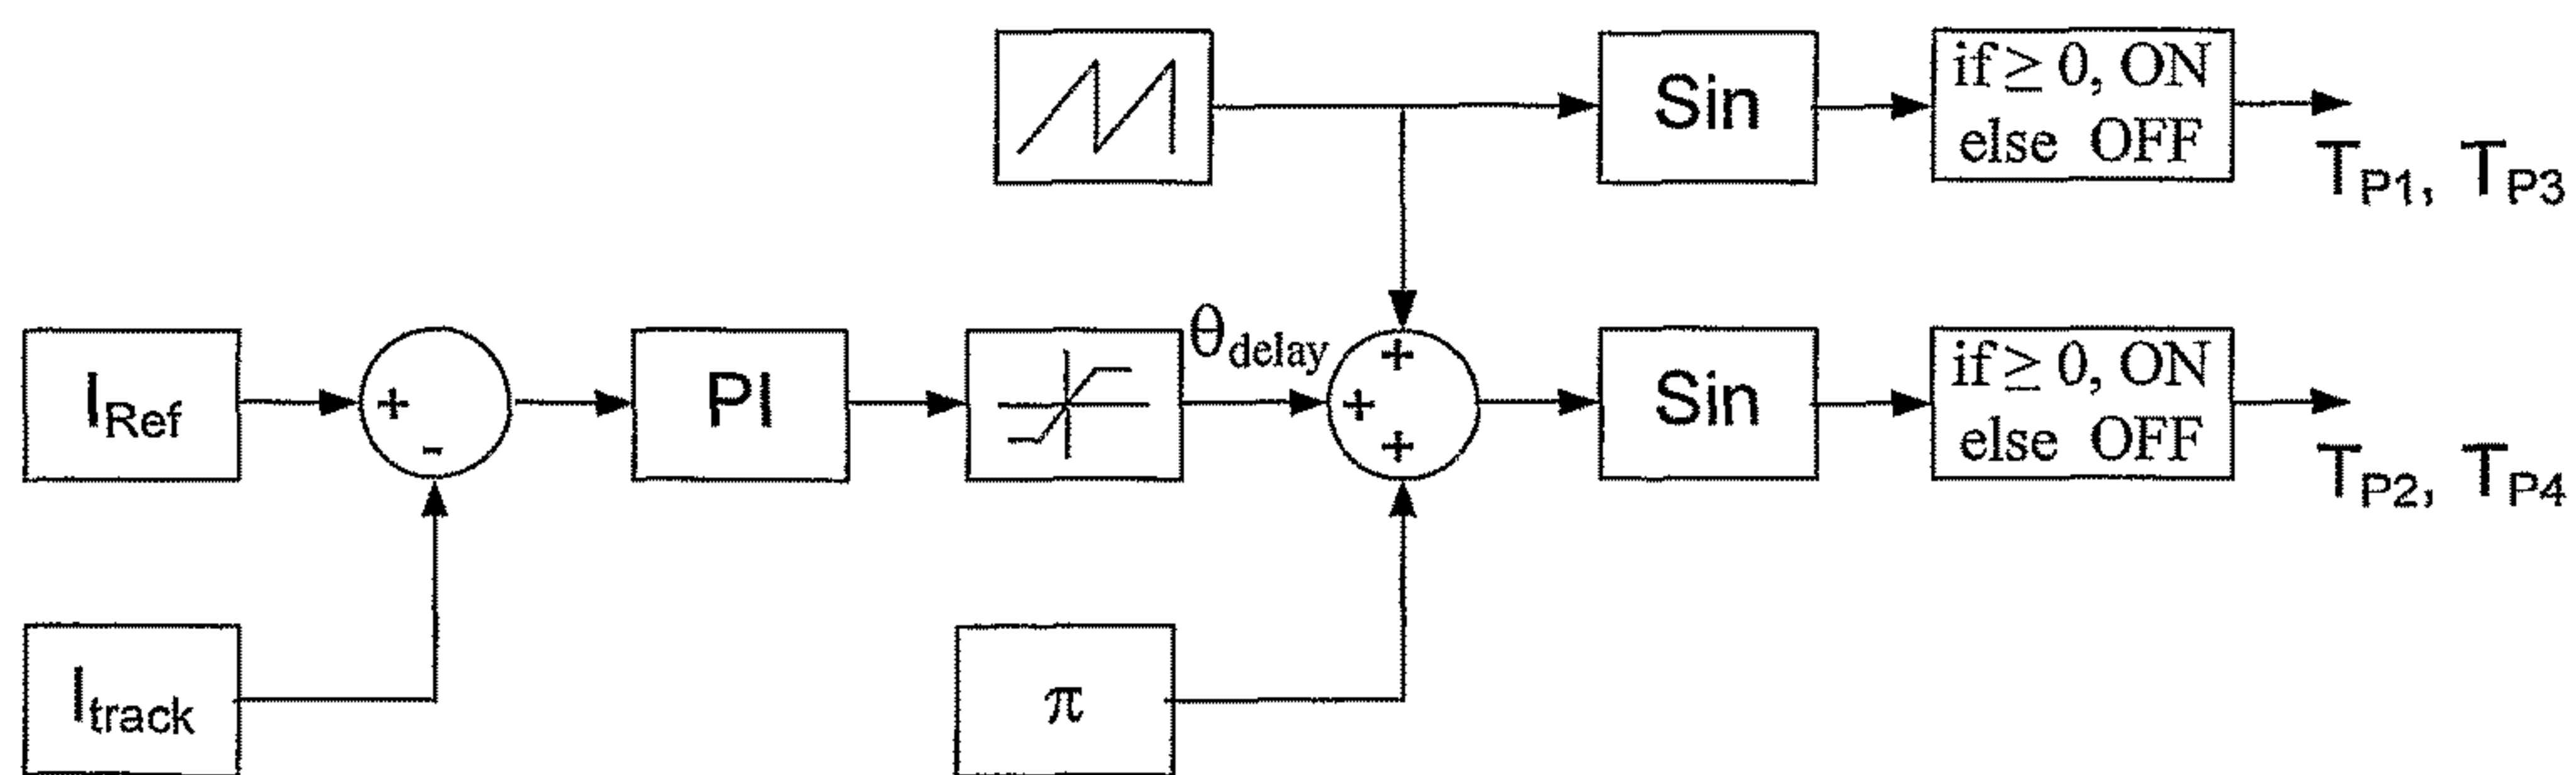 Sin
if ≥ 0, ON
else OFF
T_P1, T_P3
I_Ref
+
-
PI
θ_delay
+
+
+
Sin
if ≥ 0, ON
else OFF
T_P2, T_P4
I_track
π